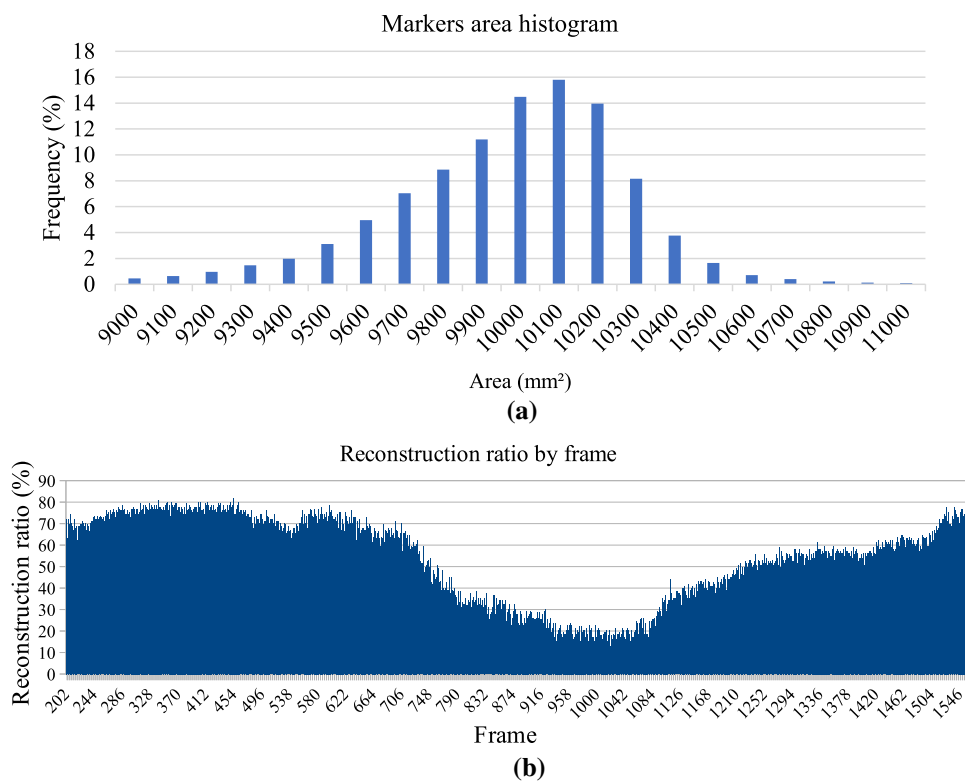 Markers area histogram
Frequency (%)
18
16
14
12
10
8
6
4
2
0
9000 9100 9200 9300 9400 9500 9600 9700 9800 9900 10000 10100 10200 10300 10400 10500 10600 10700 10800 10900 11000
Area (mm²)
(a)
Reconstruction ratio by frame
Reconstruction ratio (%)
90
80
70
60
50
40
30
20
10
0
202 244 286 328 370 412 454 496 538 580 622 664 706 748 790 832 874 916 958 1000 1042 1084 1126 1168 1210 1252 1294 1336 1378 1420 1462 1504 1546
Frame
(b)